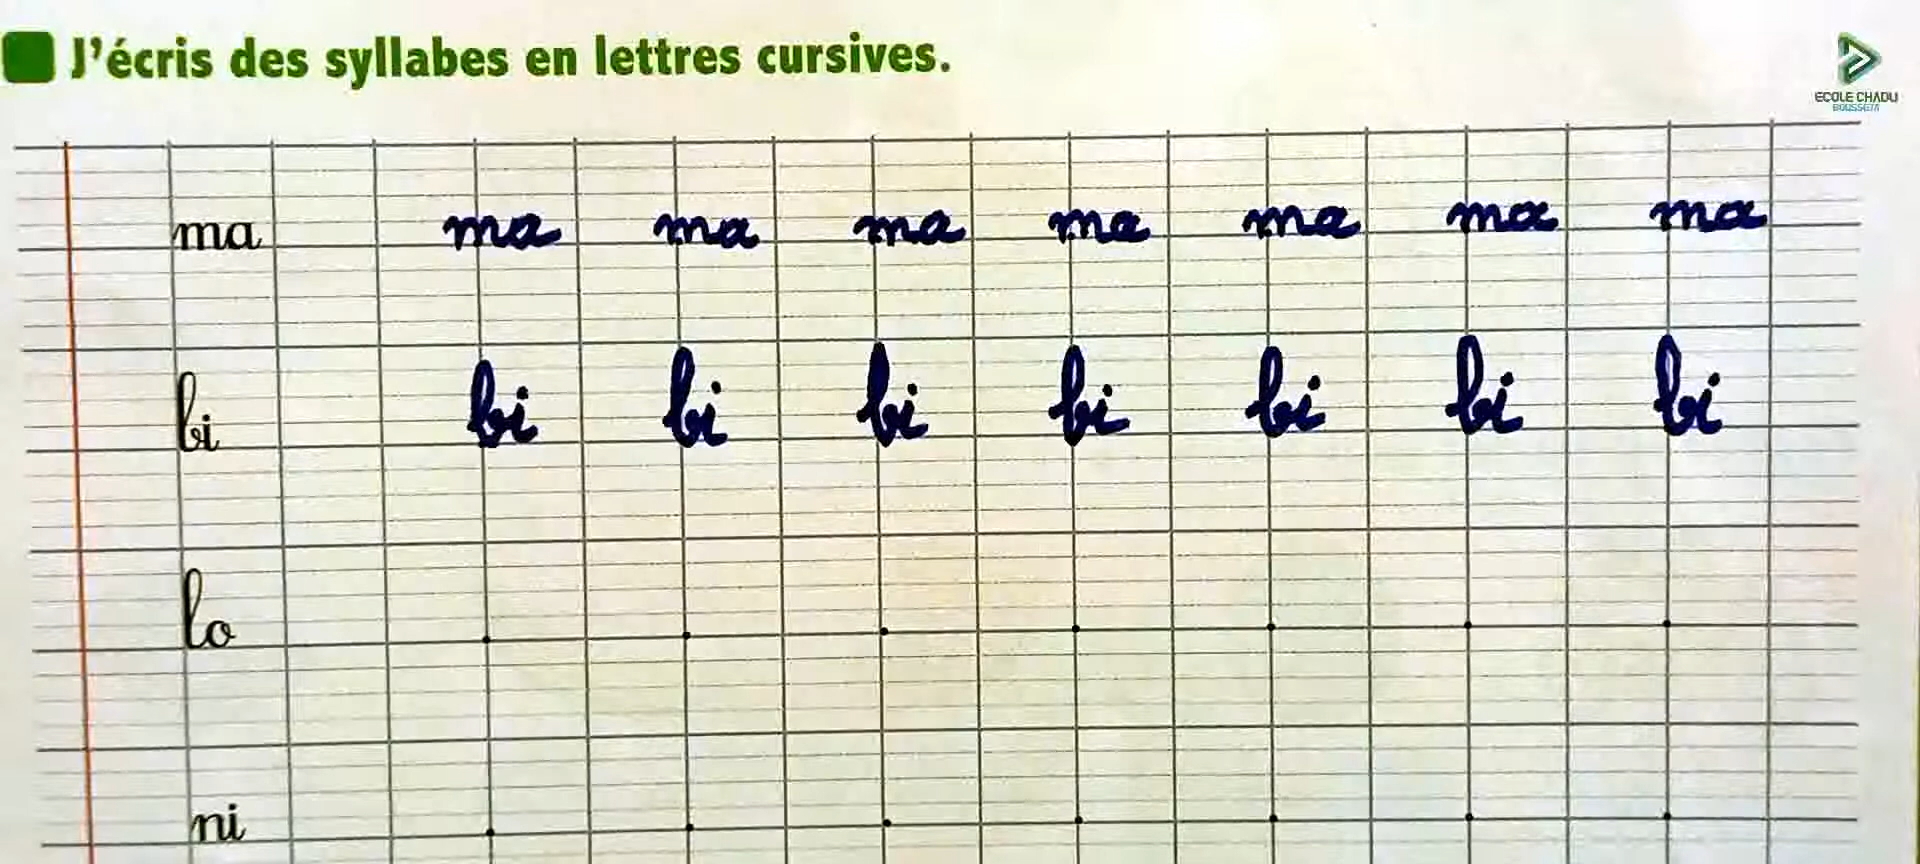 J'écris des syllabes en lettres cursives.
ECOLE CHADLI
BOUSSETA
ma ma ma ma ma ma ma ma
bi bi bi bi bi bi bi bi
lo
ni